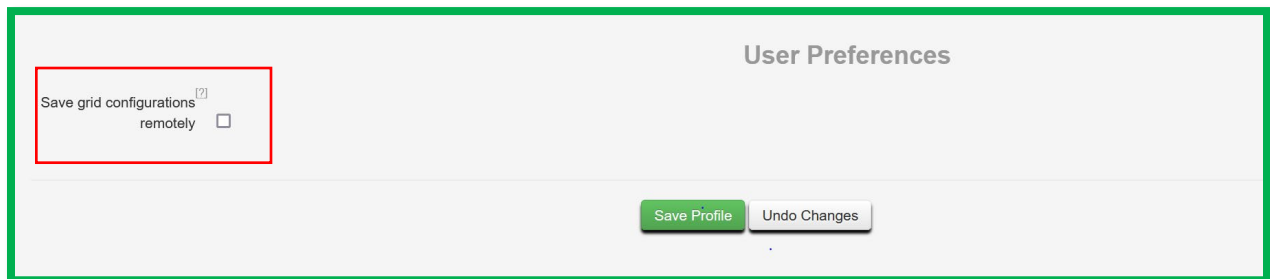 User Preferences
Save grid configurations[?]
remotely
Save Profile Undo Changes